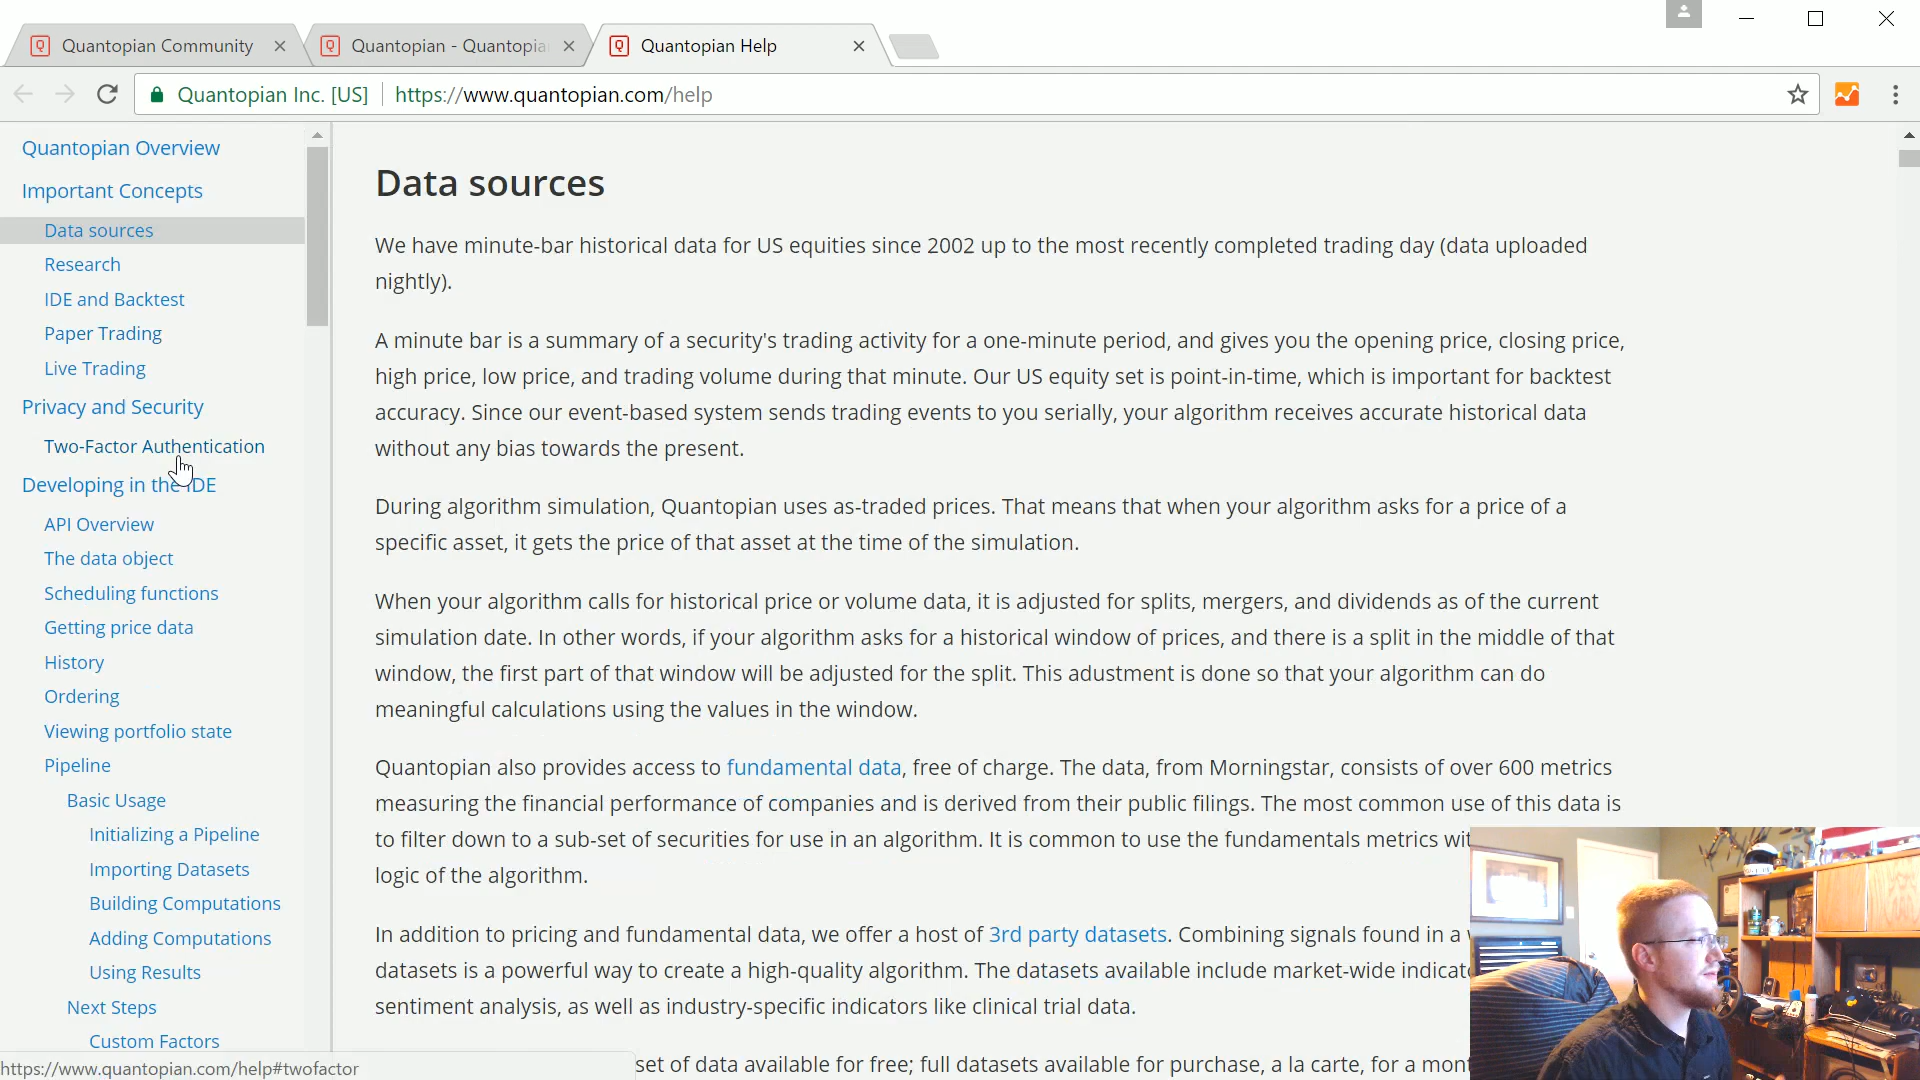 Quantopian Community
Quantopian - Quantopia
Quantopian Help
Quantopian Inc. [US]
https://www.quantopian.com/help
Quantopian Overview
Important Concepts
Data sources
Research
IDE and Backtest
Paper Trading
Live Trading
Privacy and Security
Two-Factor Authentication
Developing in the IDE
API Overview
The data object
Scheduling functions
Getting price data
History
Ordering
Viewing portfolio state
Pipeline
Basic Usage
Initializing a Pipeline
Importing Datasets
Building Computations
Adding Computations
Using Results
Next Steps
Custom Factors
https://www.quantopian.com/help#twofactor
Data sources
We have minute-bar historical data for US equities since 2002 up to the most recently completed trading day (data uploaded
nightly).
A minute bar is a summary of a security's trading activity for a one-minute period, and gives you the opening price, closing price,
high price, low price, and trading volume during that minute. Our US equity set is point-in-time, which is important for backtest
accuracy. Since our event-based system sends trading events to you serially, your algorithm receives accurate historical data
without any bias towards the present.
During algorithm simulation, Quantopian uses as-traded prices. That means that when your algorithm asks for a price of a
specific asset, it gets the price of that asset at the time of the simulation.
When your algorithm calls for historical price or volume data, it is adjusted for splits, mergers, and dividends as of the current
simulation date. In other words, if your algorithm asks for a historical window of prices, and there is a split in the middle of that
window, the first part of that window will be adjusted for the split. This adustment is done so that your algorithm can do
meaningful calculations using the values in the window.
Quantopian also provides access to fundamental data, free of charge. The data, from Morningstar, consists of over 600 metrics
measuring the financial performance of companies and is derived from their public filings. The most common use of this data is
to filter down to a sub-set of securities for use in an algorithm. It is common to use the fundamentals metrics wit
logic of the algorithm.
In addition to pricing and fundamental data, we offer a host of 3rd party datasets. Combining signals found in a
datasets is a powerful way to create a high-quality algorithm. The datasets available include market-wide indicat
sentiment analysis, as well as industry-specific indicators like clinical trial data.
set of data available for free; full datasets available for purchase, a la carte, for a mont